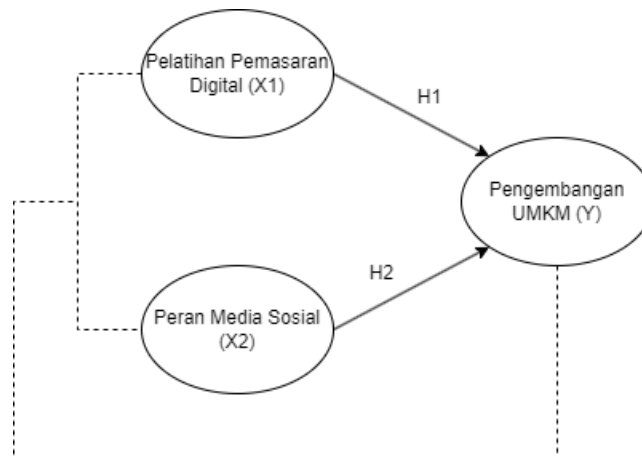 Pelatihan Pemasaran
Digital (X1)
H1
Pengembangan
UMKM (Y)
H2
Peran Media Sosial
(X2)